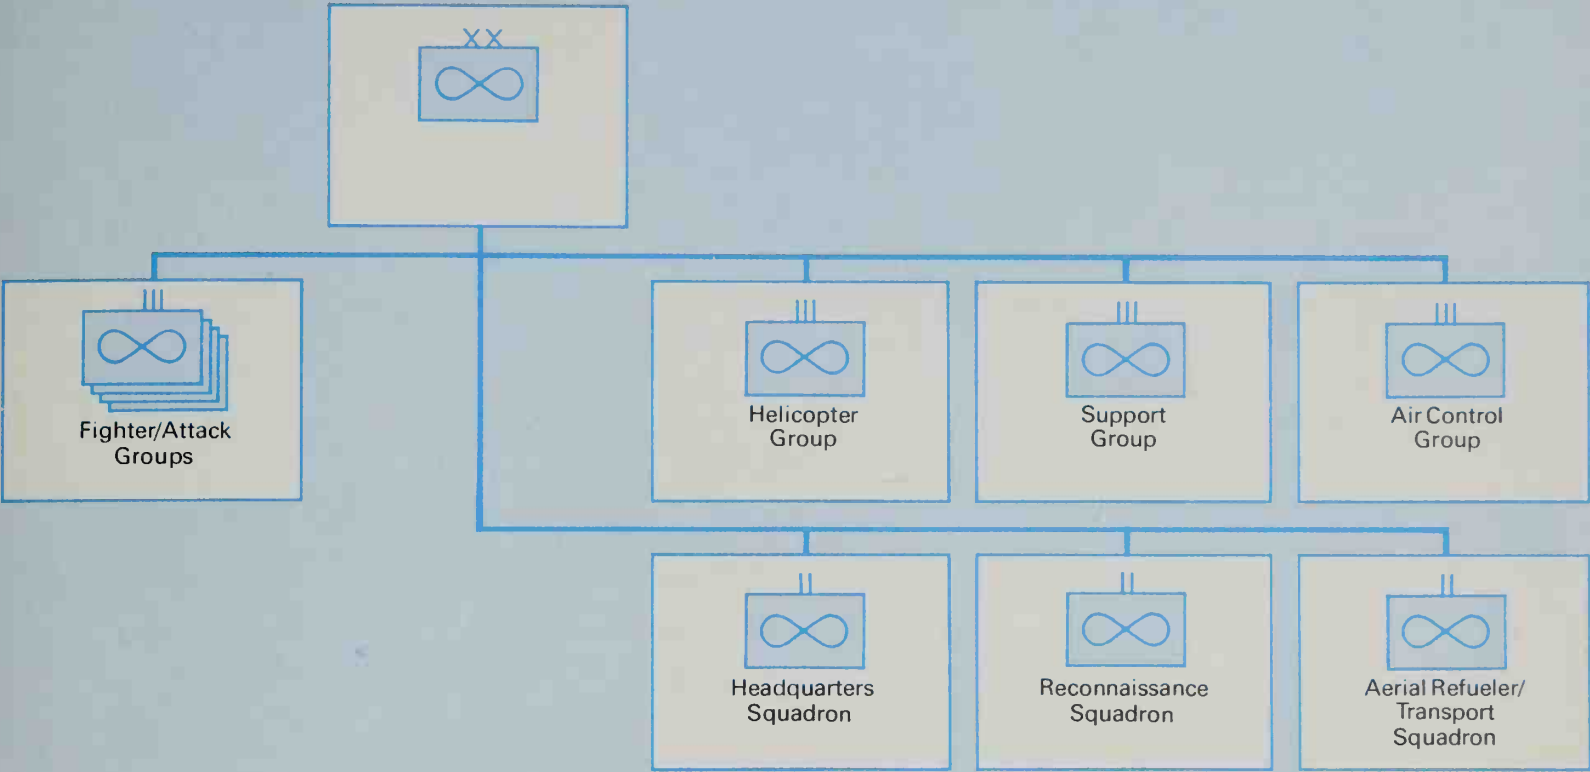 XX
III
Fighter/Attack
Groups
III
Helicopter
Group
III
Support
Group
III
Air Control
Group
II
Headquarters
Squadron
II
Reconnaissance
Squadron
II
Aerial Refueler/
Transport
Squadron